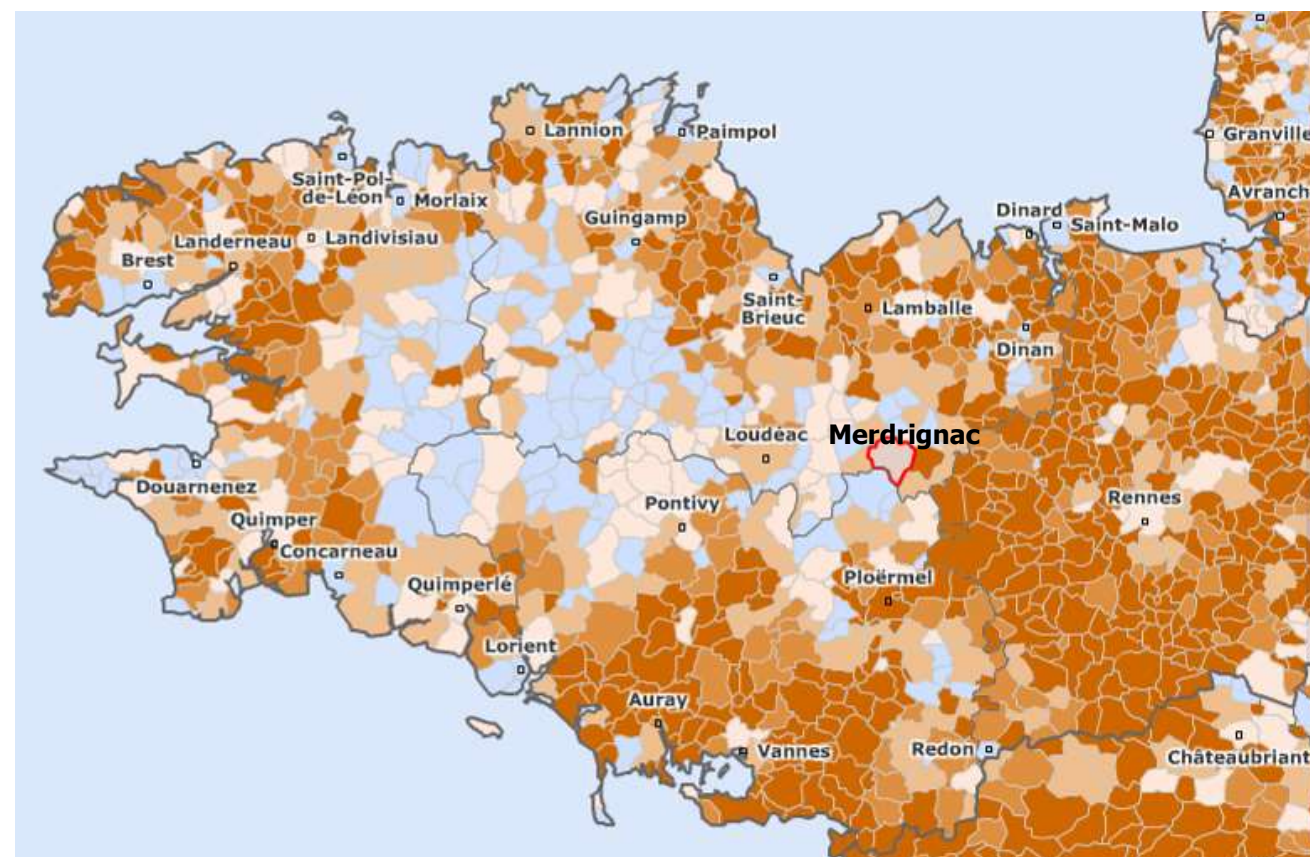 Lannion
Paimpol
Granville
Saint-Pol-
de-Léon
Morlaix
Avranch
Guingamp
Dinard
Saint-Malo
Landerneau
Landivisiau
Brest
Saint-
Brieuc
Lamballe
Dinan
Loudéac
Merdrignac
Douarnenez
Pontivy
Rennes
Quimper
Concarneau
Quimperlé
Ploërmel
Lorient
Auray
Vannes
Redon
Châteaubriant